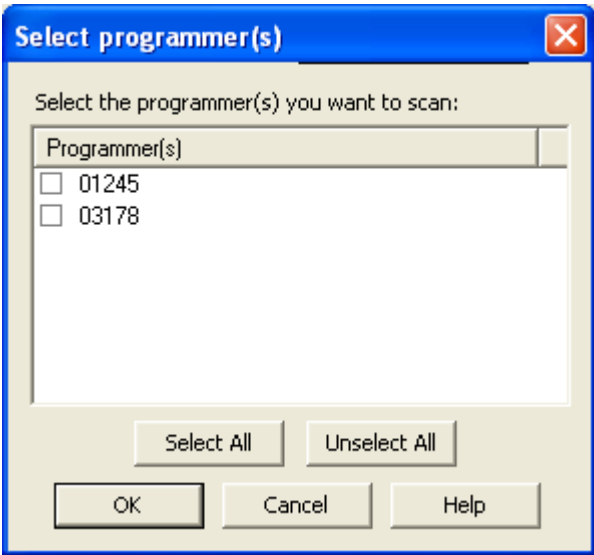 Select programmer(s)
Select the programmer(s) you want to scan:
Programmer(s)
01245
03178
Select All Unselect All
OK Cancel Help